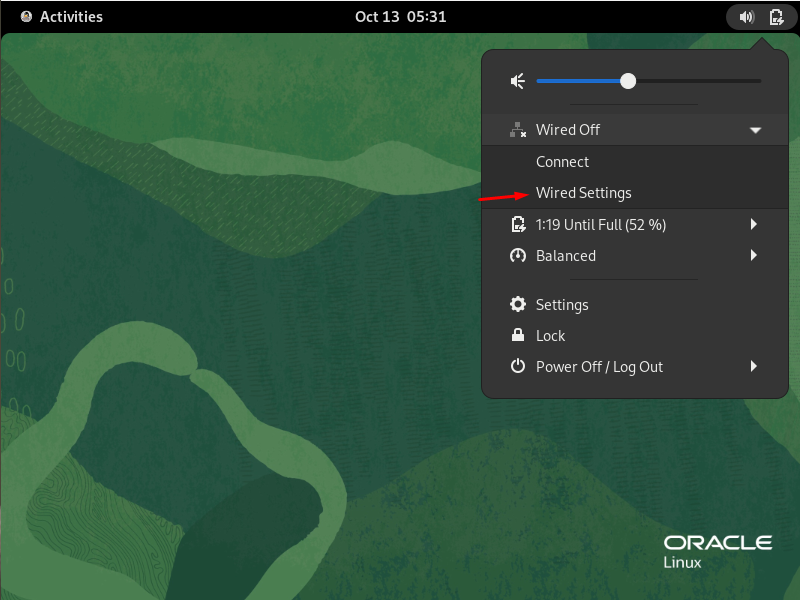 Activities
Oct 13 05:31
Wired Off
Connect
Wired Settings
1:19 Until Full (52 %)
Balanced
Settings
Lock
Power Off / Log Out
ORACLE
Linux